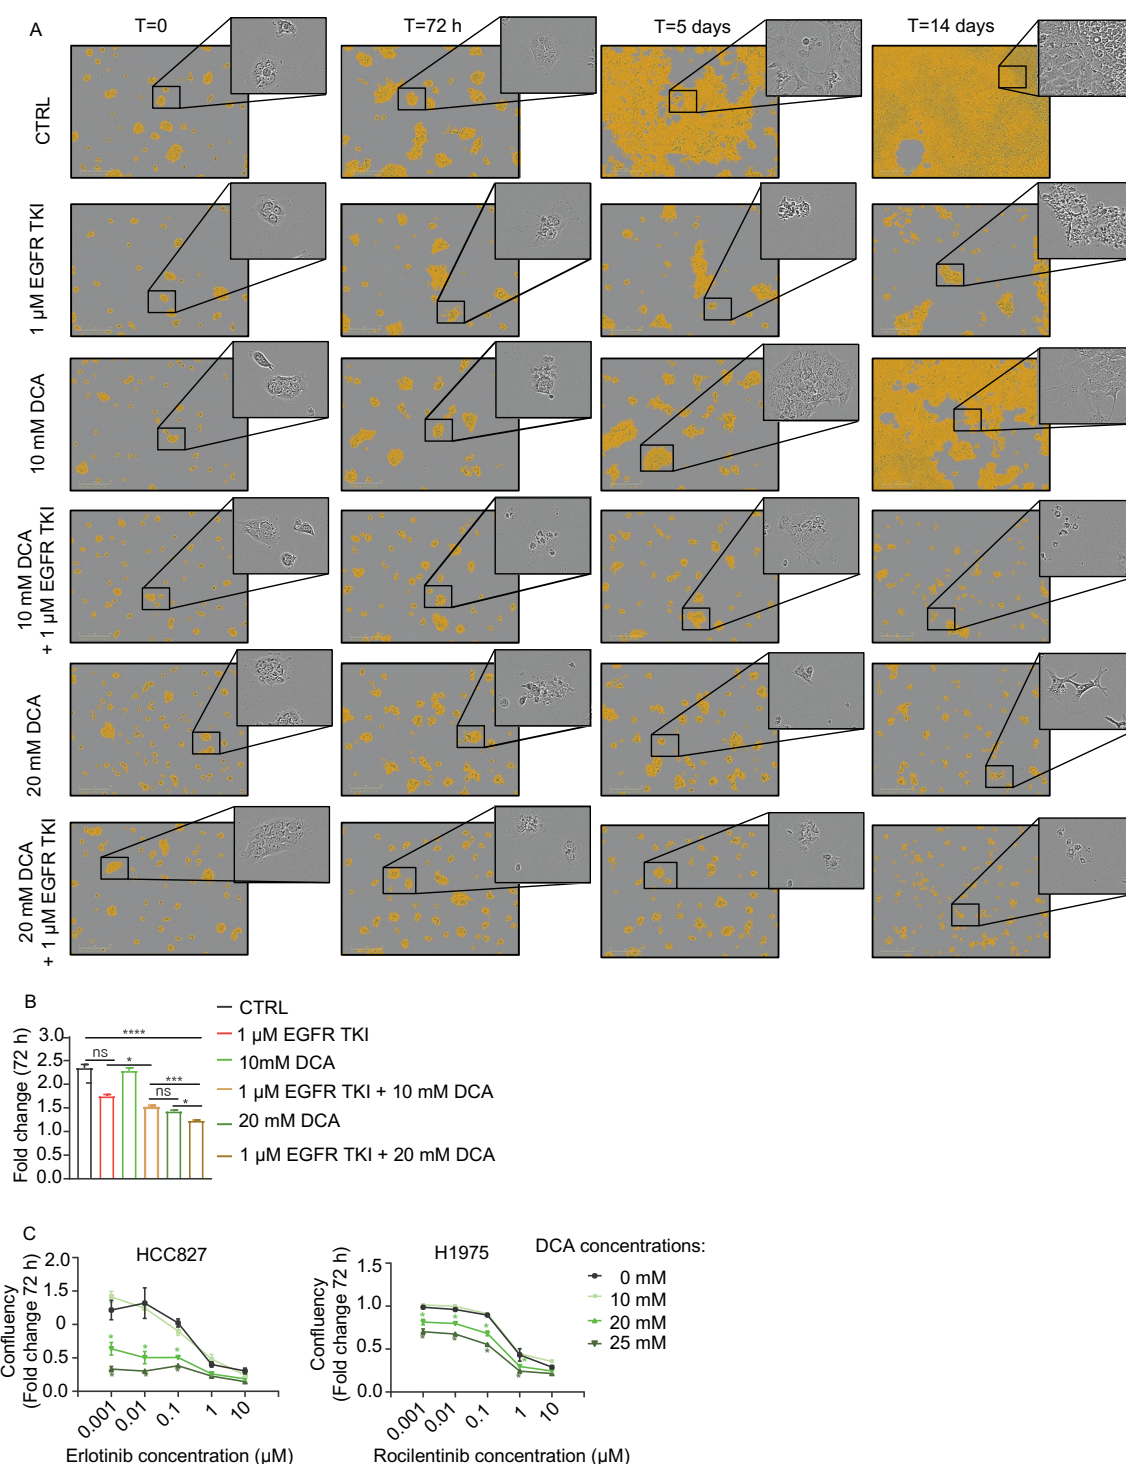 A
T=0
T=72 h
T=5 days
T=14 days
CTRL
1 µM EGFR TKI
10 mM DCA
10 mM DCA
+ 1 µM EGFR TKI
20 mM DCA
20 mM DCA
+ 1 µM EGFR TKI
B
Fold change (72 h)
3.0
2.5
2.0
1.5
1.0
0.5
0.0
****
ns
*
***
ns
*
CTRL
1 µM EGFR TKI
10mM DCA
1 µM EGFR TKI + 10 mM DCA
20 mM DCA
1 µM EGFR TKI + 20 mM DCA
C
HCC827
Confluency
(Fold change 72 h)
2.0
1.5
0
0.5
0.0
* * *
* * *
0.001
0.01
0.1
1
10
Erlotinib concentration (µM)
H1975
Confluency
(Fold change 72 h)
1.5
1.0
0.5
0.0
* * * *
* * * *
0.001
0.01
0.1
1
10
Rocilentinib concentration (µM)
DCA concentrations:
0 mM
10 mM
20 mM
25 mM